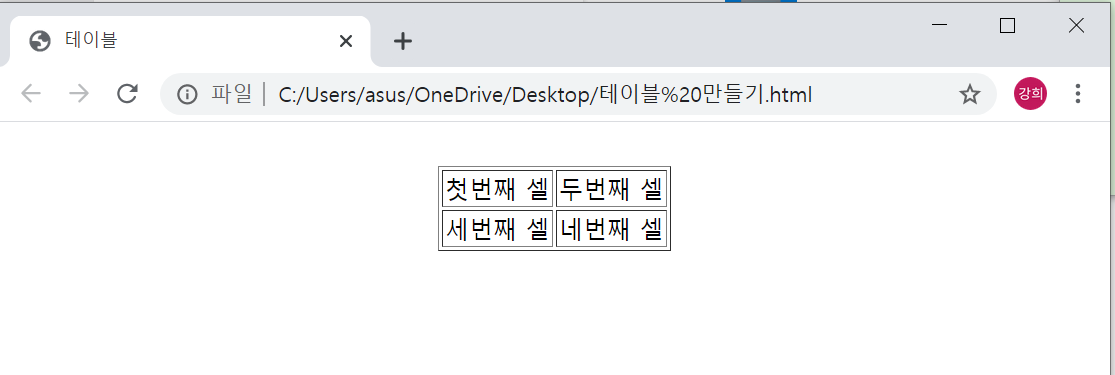 테이블
파일 C:/Users/asus/OneDrive/Desktop/테이블%20만들기.html
강희
첫번째 셀 두번째 셀
세번째 셀 네번째 셀